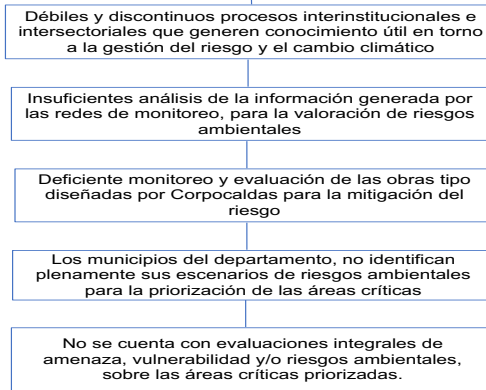 Débiles y discontinuos procesos interinstitucionales e
intersectoriales que generen conocimiento útil en torno
a la gestión del riesgo y el cambio climático
Insuficientes análisis de la información generada por
las redes de monitoreo, para la valoración de riesgos
ambientales
Deficiente monitoreo y evaluación de las obras tipo
diseñadas por Corpocaldas para la mitigación del
riesgo
Los municipios del departamento, no identifican
plenamente sus escenarios de riesgos ambientales
para la priorización de las áreas críticas
No se cuenta con evaluaciones integrales de
amenaza, vulnerabilidad y/o riesgos ambientales,
sobre las áreas críticas priorizadas.